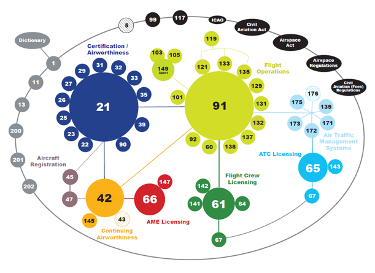 Dictionary
s
99
117
ICAO
Civil
Aviation Act
Airspace
Act
Airspace
Regulations
Civil
Aviation (Fees)
Regulations
11
1
13
200
201
202
Certification /
Airworthiness
29
31
32
27
33
26
35
25
39
23
22
90
21
103
105
149
119
121
133
135
129
131
132
137
138
60
92
101
91
Flight
Operations
176
175
139
173
171
172
Air Traffic
Management
Systems
ATC Licensing
65
143
67
Aircraft
Registration
45
47
42
145
43
Continuing
Airworthiness
147
66
AME Licensing
Flight Crew
Licensing
142
141
61
64
67